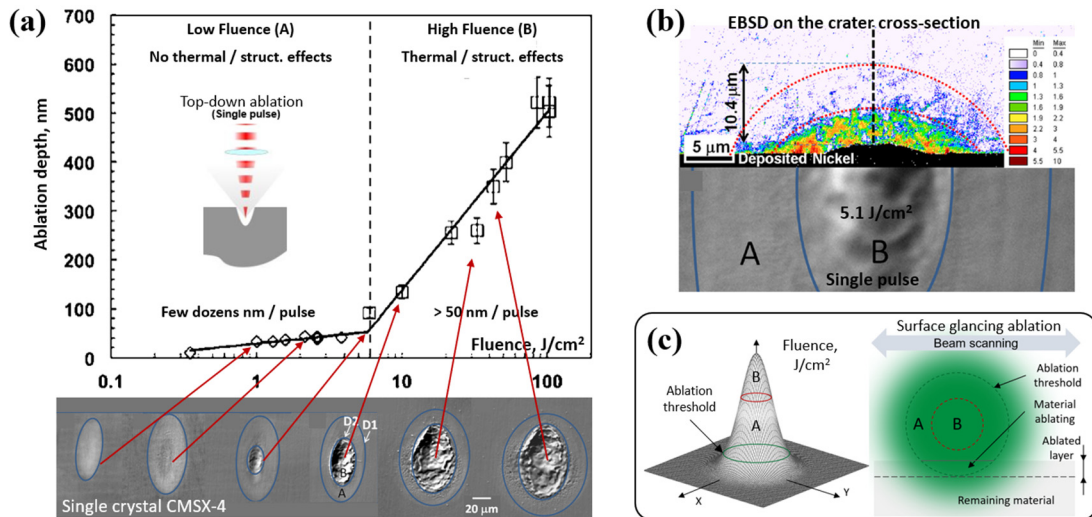 (a)
Low Fluence (A)
High Fluence (B)
No thermal / struct. effects
Thermal / struct. effects
Top-down ablation
(Single pulse)
Ablation depth, nm
700
600
500
400
300
200
100
0
Few dozens nm / pulse
> 50 nm / pulse
Fluence, J/cm²
0.1
1
10
100
D2
D1
B
A
Single crystal CMSX-4
20 μm
(b)
EBSD on the crater cross-section
Min Max
0 0.4
0.4 0.8
0.8 1
1 1.3
1.3 1.6
1.6 1.9
1.9 2.2
2.2 3
3 4
4 5.5
5.5 10
10.4 μm
5 μm
Deposited Nickel
5.1 J/cm²
A
B
Single pulse
(c)
Fluence,
J/cm²
B
A
Ablation
threshold
X
Y
Surface glancing ablation
Beam scanning
Ablation
threshold
Material
ablating
Ablated
layer
A
B
Remaining material